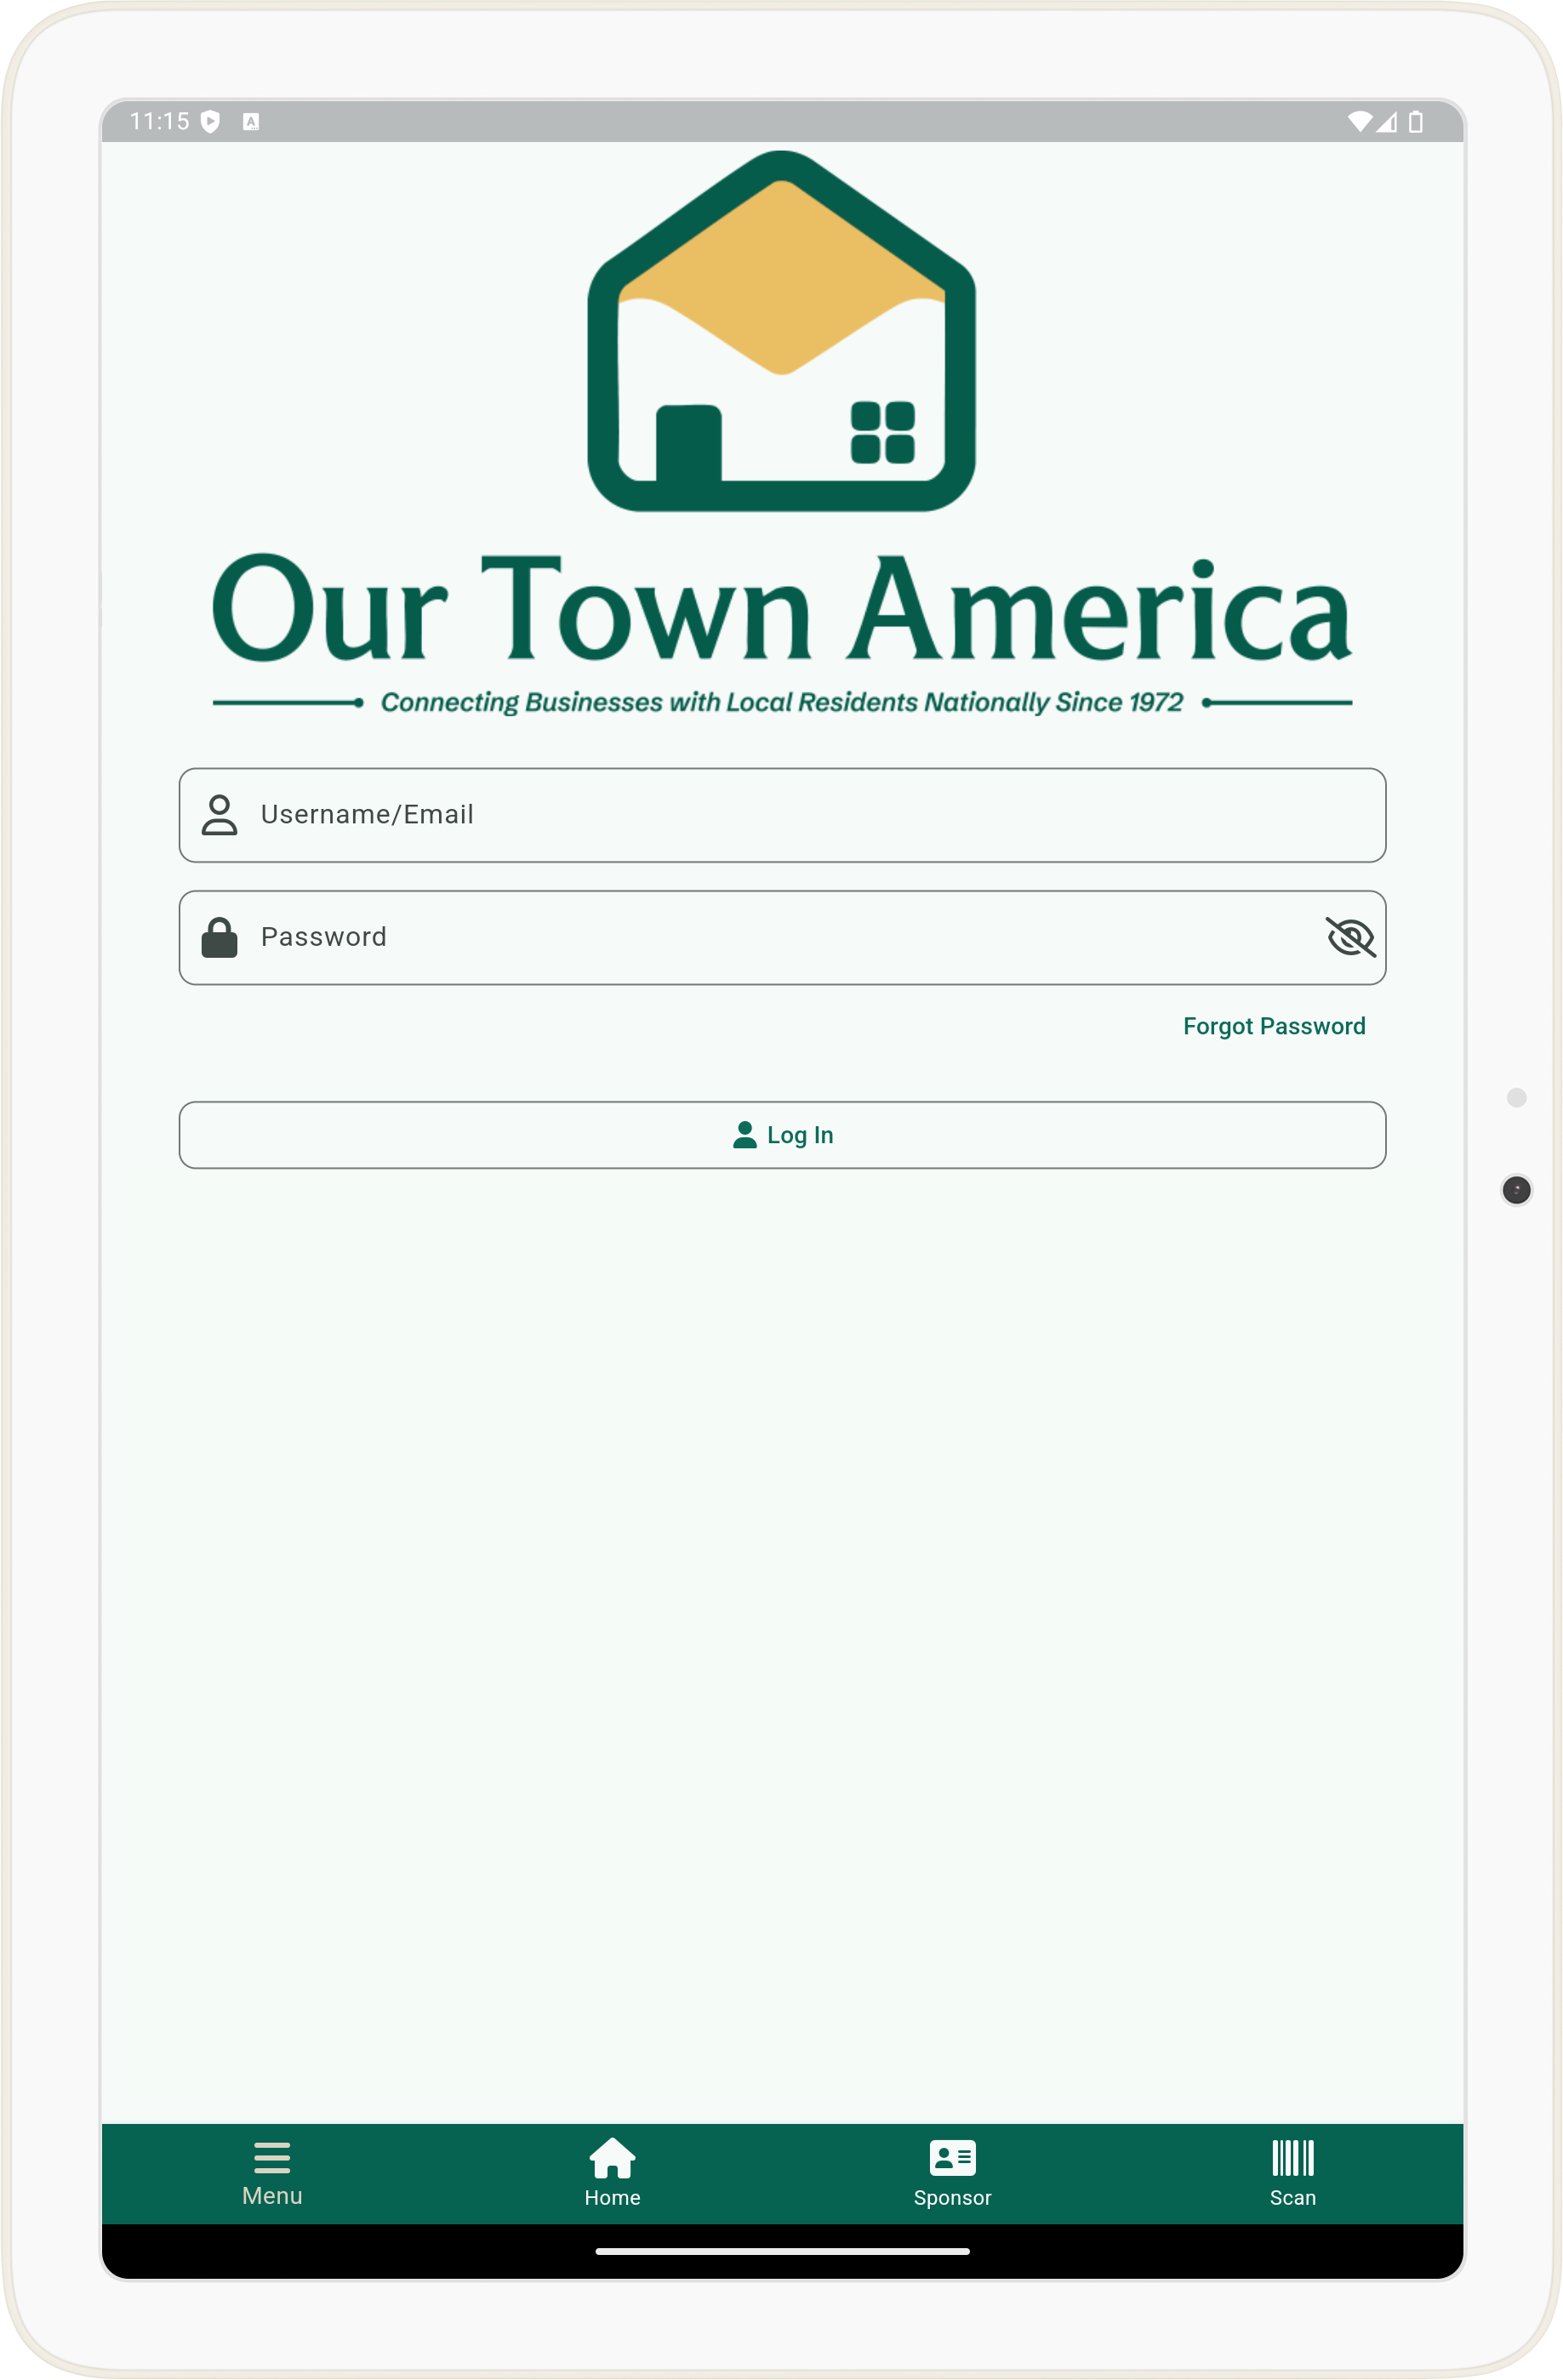 11:15
Our Town America
Connecting Businesses with Local Residents Nationally Since 1972
Username/Email
Password
Forgot Password
Log In
Menu
Home
Sponsor
Scan